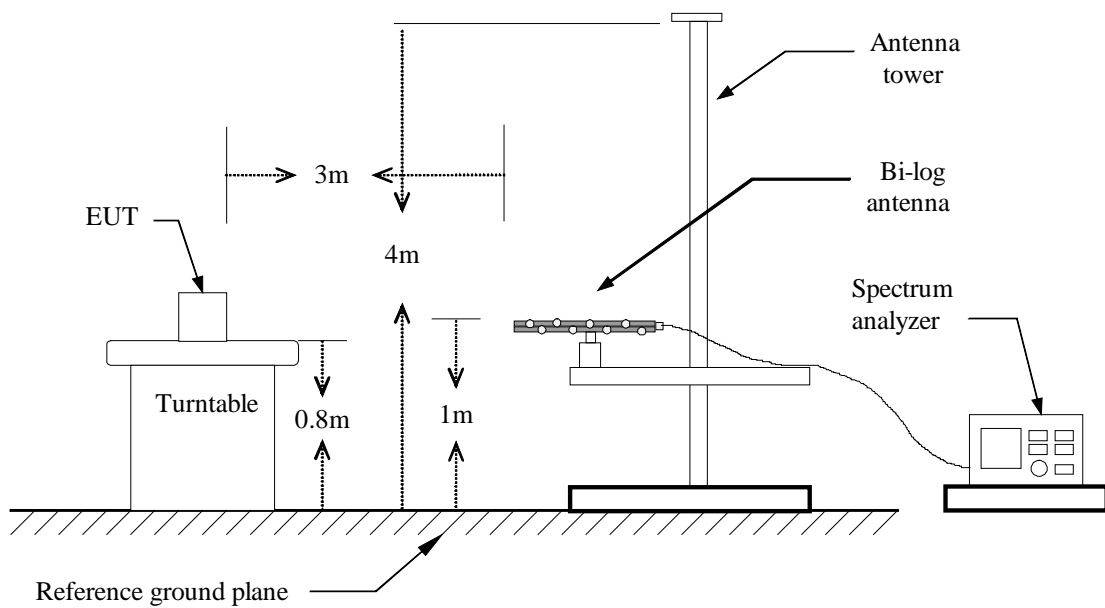 Antenna
tower
3m
Bi-log
antenna
EUT
4m
Spectrum
analyzer
Turntable
0.8m
1m
Reference ground plane